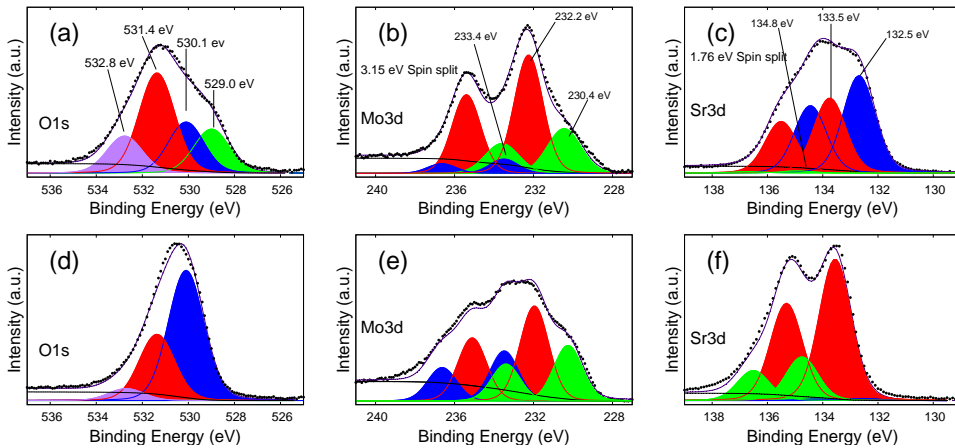 (a)
531.4 eV
530.1 ev
532.8 eV
529.0 eV
O1s
Intensity (a.u.)
536 534 532 530 528 526
Binding Energy (eV)
(b)
232.2 eV
233.4 eV
3.15 eV Spin split
230.4 eV
Mo3d
Intensity (a.u.)
240 236 232 228
Binding Energy (eV)
(c)
133.5 eV
134.8 eV
132.5 eV
1.76 eV Spin split
Sr3d
Intensity (a.u.)
138 136 134 132 130
Binding Energy (eV)
(d)
O1s
Intensity (a.u.)
536 534 532 530 528 526
Binding Energy (eV)
(e)
Mo3d
Intensity (a.u.)
240 236 232 228
Binding Energy (eV)
(f)
Sr3d
Intensity (a.u.)
138 136 134 132 130
Binding Energy (eV)